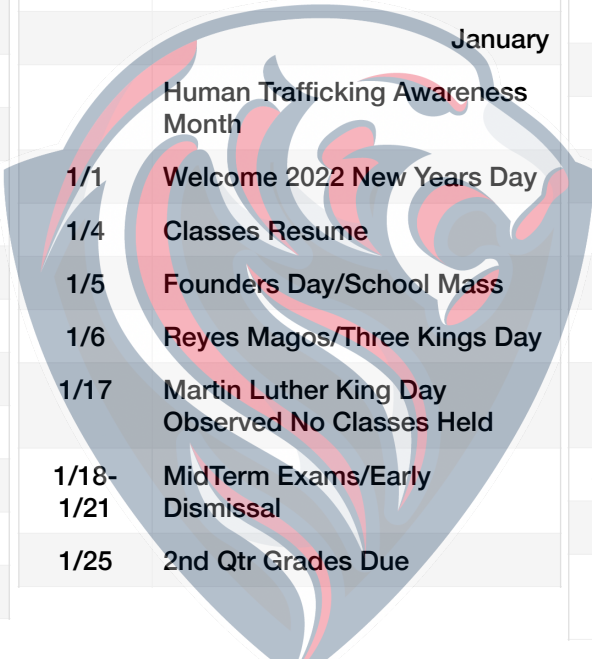 January
Human Trafficking Awareness
Month
1/1 Welcome 2022 New Years Day
1/4 Classes Resume
1/5 Founders Day/School Mass
1/6 Reyes Magos/Three Kings Day
1/17 Martin Luther King Day
Observed No Classes Held
1/18- MidTerm Exams/Early
1/21 Dismissal
1/25 2nd Qtr Grades Due